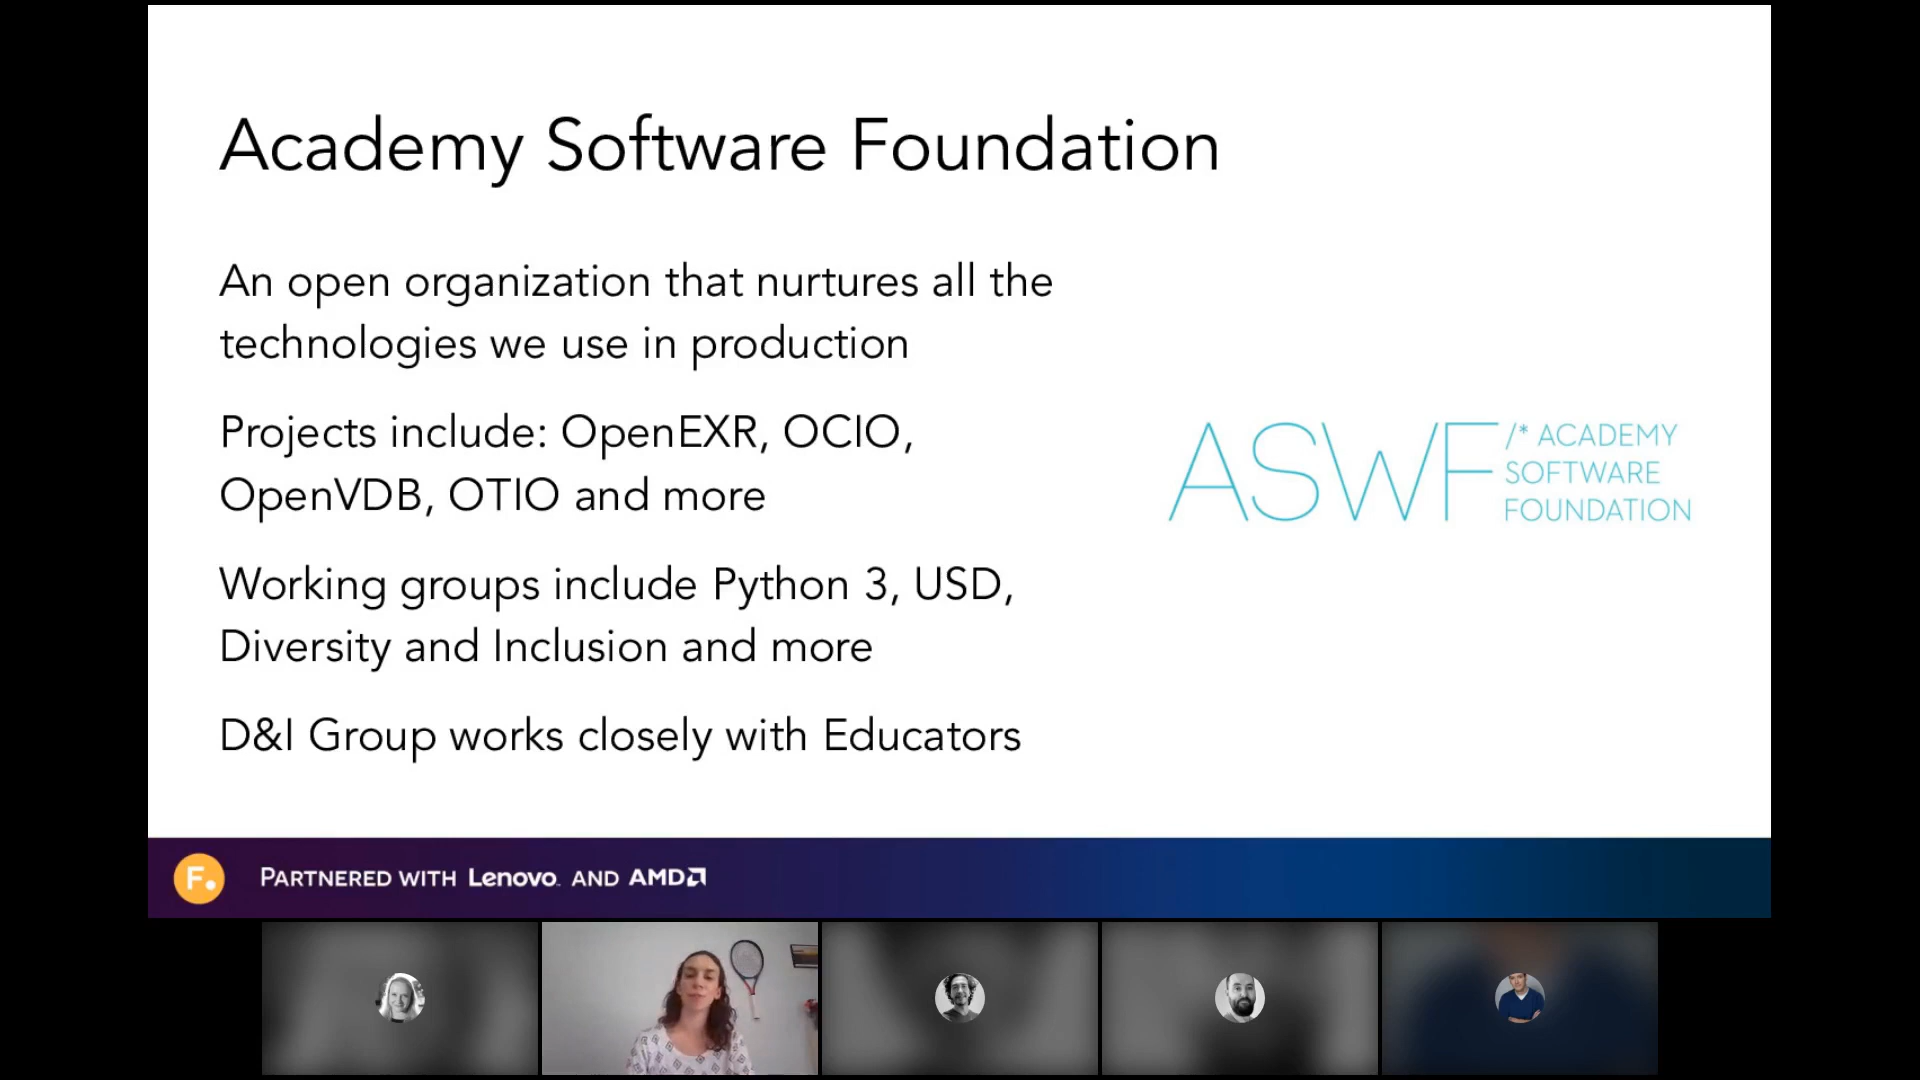 Academy Software Foundation
An open organization that nurtures all the
technologies we use in production
Projects include: OpenEXR, OCIO,
OpenVDB, OTIO and more
Working groups include Python 3, USD,
Diversity and Inclusion and more
D&I Group works closely with Educators
ASWF /* ACADEMY
SOFTWARE
FOUNDATION
F. PARTNERED WITH Lenovo. AND AMD